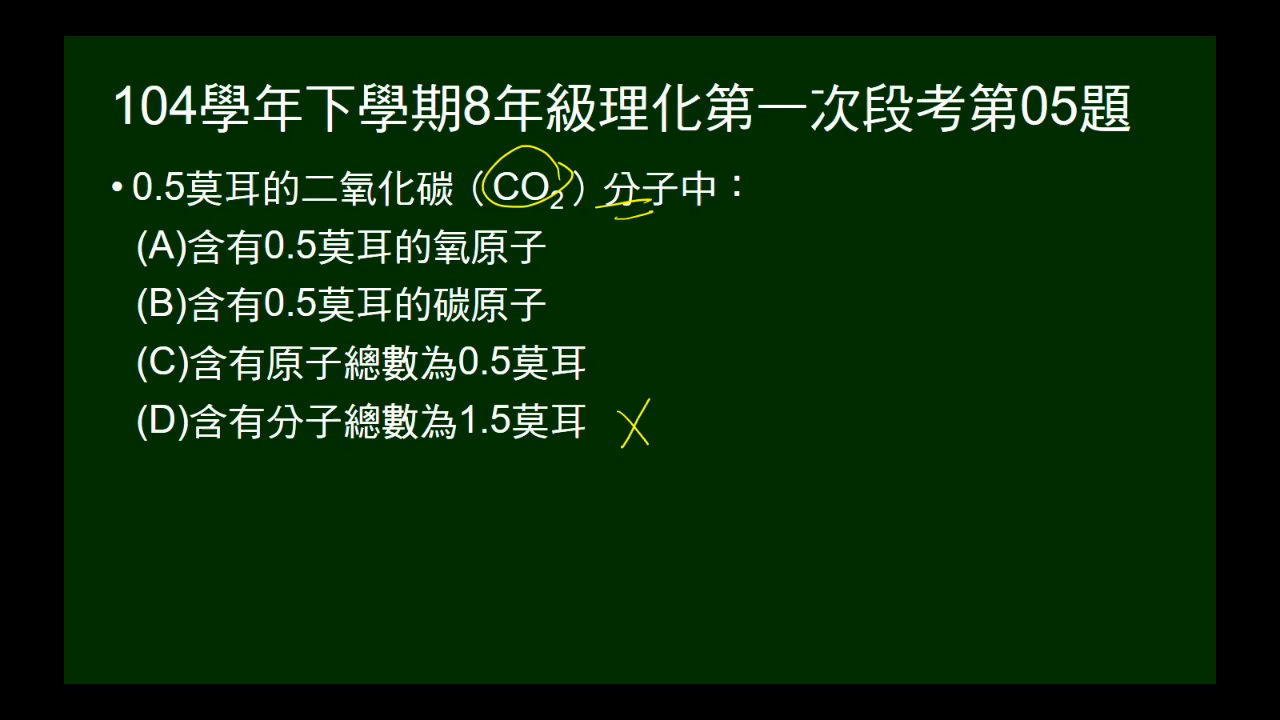 104學年下學期8年級理化第一次段考第05題
•0.5莫耳的二氧化碳（CO₂）分子中：
(A)含有0.5莫耳的氧原子
(B)含有0.5莫耳的碳原子
(C)含有原子總數為0.5莫耳
(D)含有分子總數為1.5莫耳